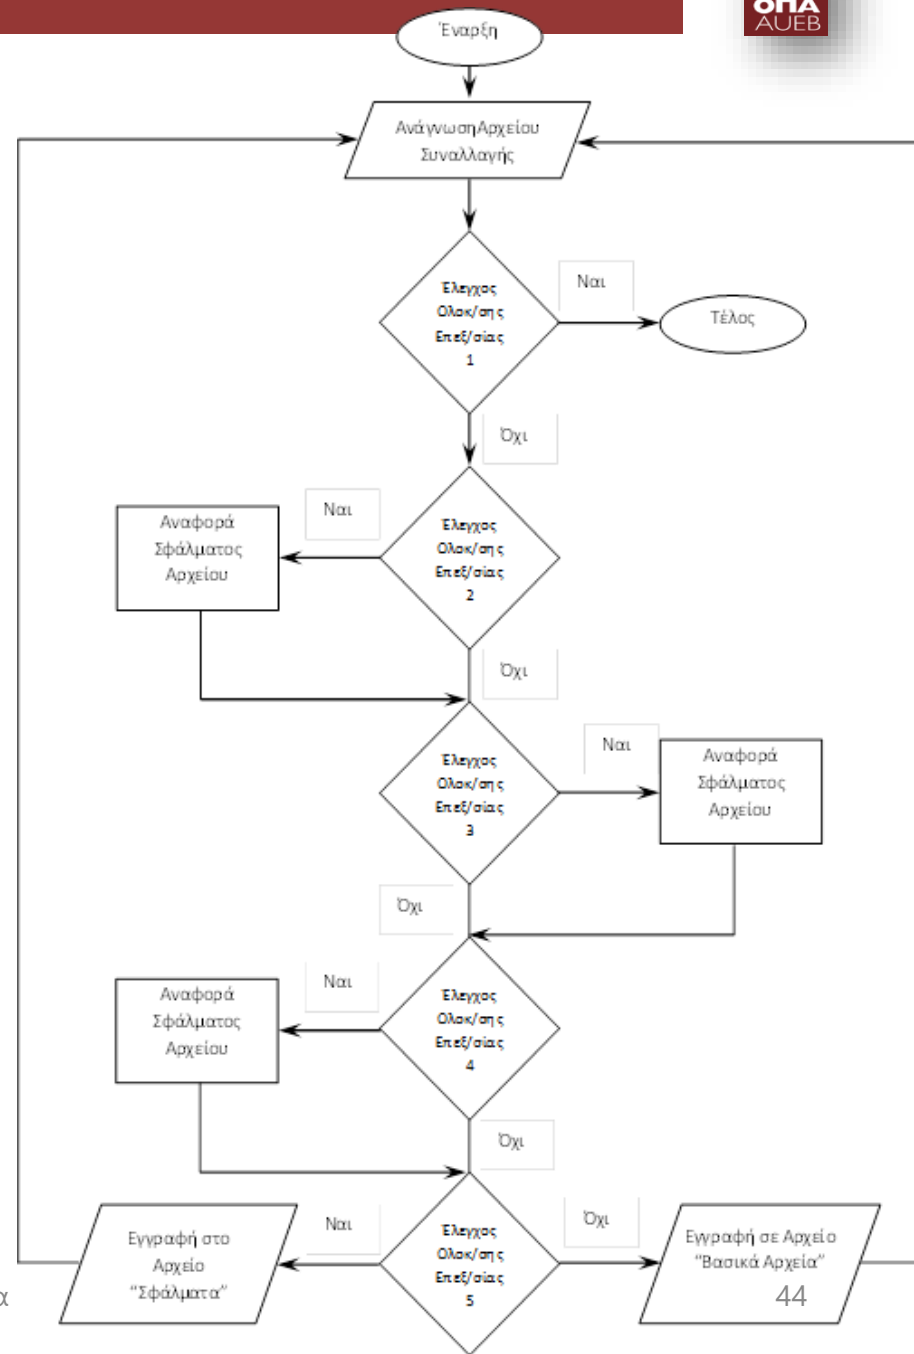 ΟΠΑ
AUEB
Έναρξη
ΑνάγνωσηΑρχείου
Συναλλαγής
Έλεγχος
Ολοκ/σης
Επεξ/σίας
1
Ναι
Τέλος
Όχι
Έλεγχος
Ολοκ/σης
Επεξ/σίας
2
Ναι
Αναφορά
Σφάλματος
Αρχείου
Όχι
Έλεγχος
Ολοκ/σης
Επεξ/σίας
3
Ναι
Αναφορά
Σφάλματος
Αρχείου
Όχι
Έλεγχος
Ολοκ/σης
Επεξ/σίας
4
Ναι
Αναφορά
Σφάλματος
Αρχείου
Όχι
Έλεγχος
Ολοκ/σης
Επεξ/σίας
5
Ναι
Εγγραφή στο
Αρχείο
“Σφάλματα”
Όχι
Εγγραφή σε Αρχείο
“Βασικά Αρχεία”
44